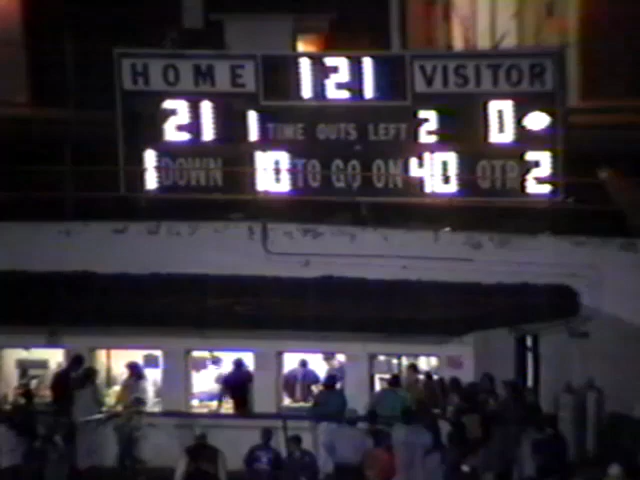 HOME 121 VISITOR
21 1 TIME OUTS LEFT 2 0
1 DOWN 10 TO GO ON 40 QTR 2